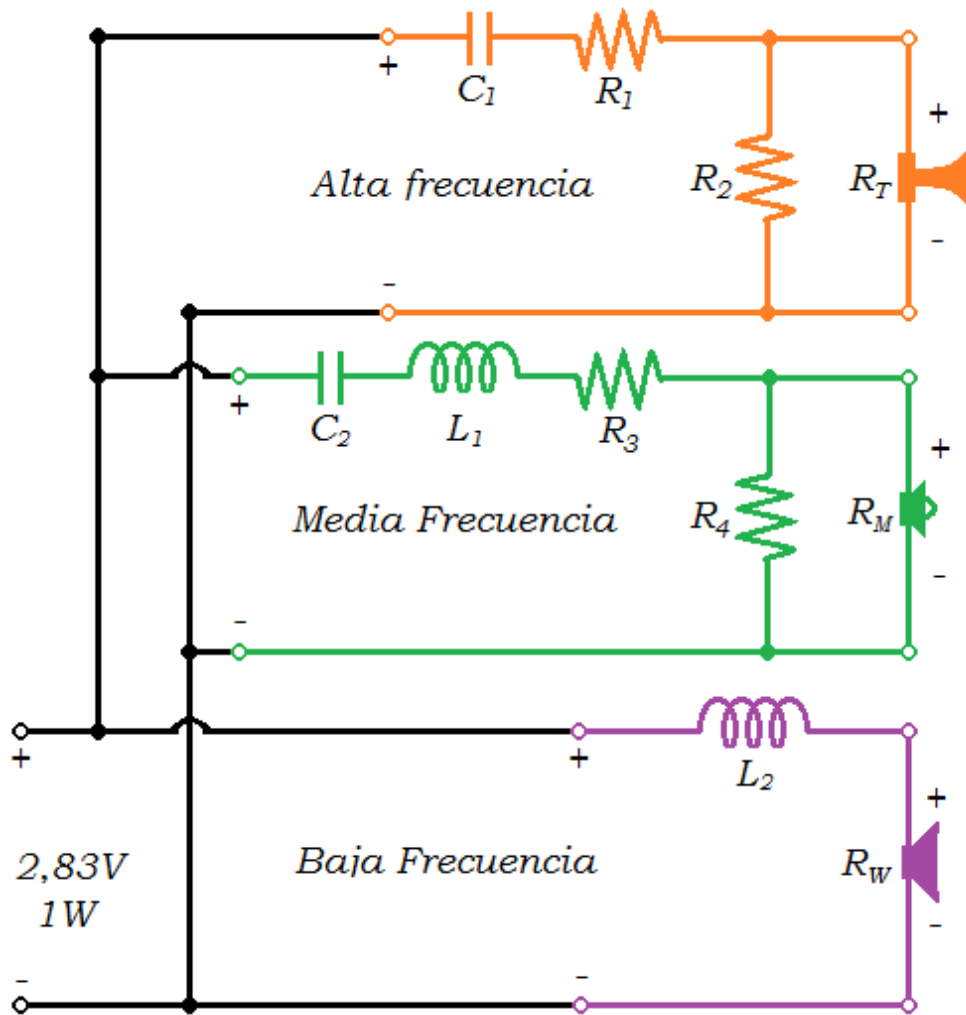 +
C1
R1
+
Alta frecuencia
R2
RT
-
-
+
C2
L1
R3
+
Media Frecuencia
R4
RM
-
-
+
+
L2
+
2,83V
1W
Baja Frecuencia
RW
-
-
-